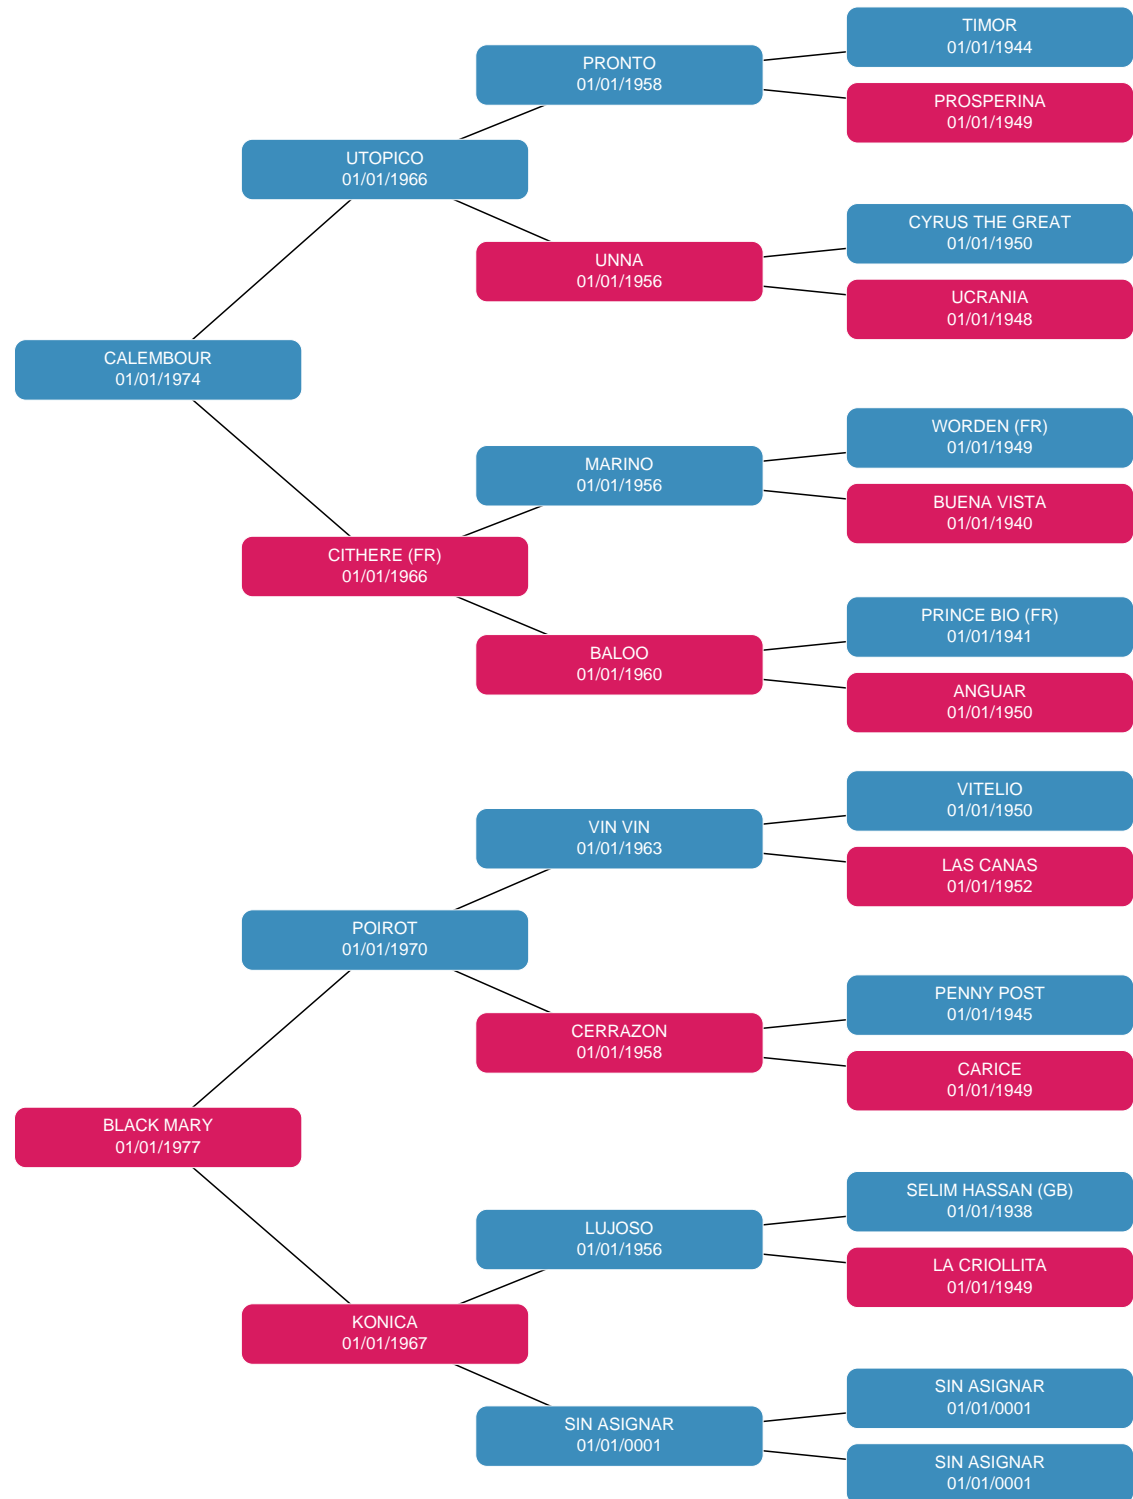 TIMOR
01/01/1944
PRONTO
01/01/1958
PROSPERINA
01/01/1949
UTOPICO
01/01/1966
CYRUS THE GREAT
01/01/1950
UNNA
01/01/1956
UCRANIA
01/01/1948
CALEMBOUR
01/01/1974
WORDEN (FR)
01/01/1949
MARINO
01/01/1956
BUENA VISTA
01/01/1940
CITHERE (FR)
01/01/1966
PRINCE BIO (FR)
01/01/1941
BALOO
01/01/1960
ANGUAR
01/01/1950
VITELIO
01/01/1950
VIN VIN
01/01/1963
LAS CANAS
01/01/1952
POIROT
01/01/1970
PENNY POST
01/01/1945
CERRAZON
01/01/1958
CARICE
01/01/1949
BLACK MARY
01/01/1977
SELIM HASSAN (GB)
01/01/1938
LUJOSO
01/01/1956
LA CRIOLLITA
01/01/1949
KONICA
01/01/1967
SIN ASIGNAR
01/01/0001
SIN ASIGNAR
01/01/0001
SIN ASIGNAR
01/01/0001